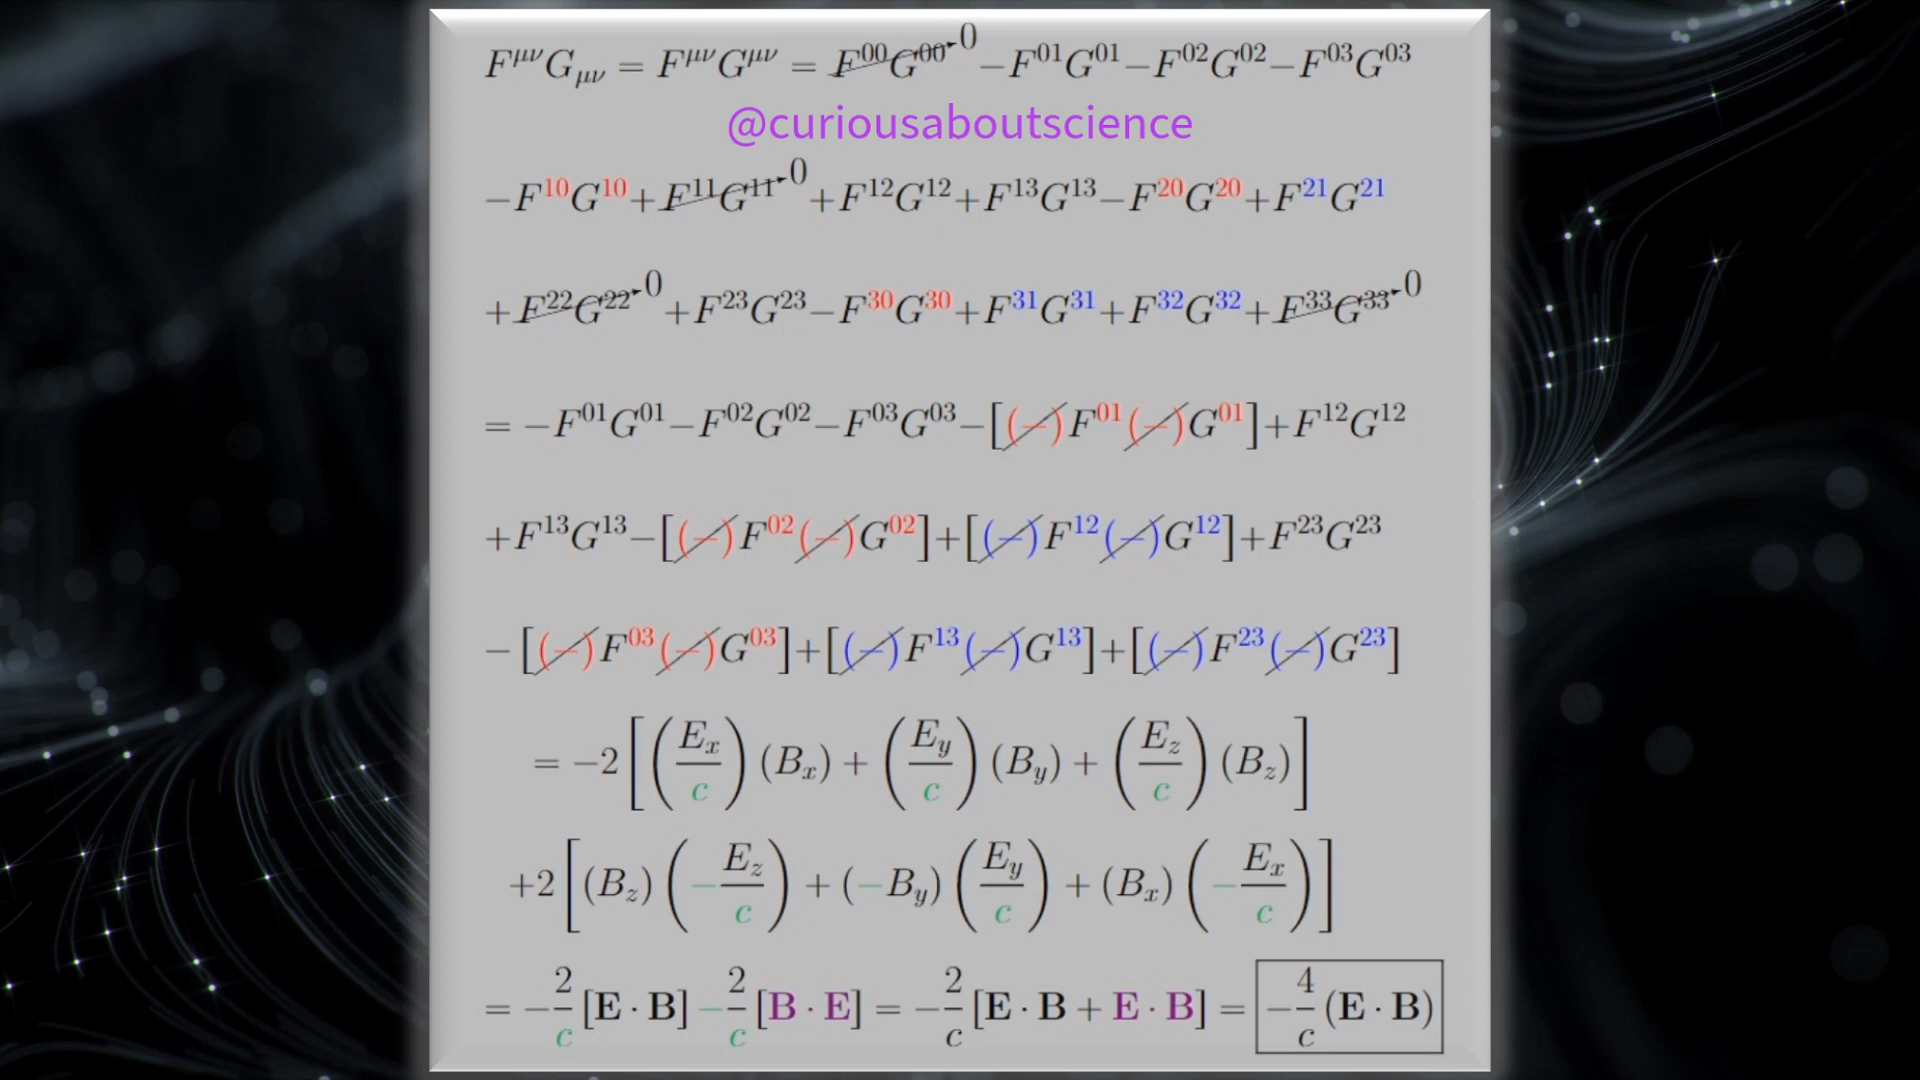 F^{μν}G_{μν} = F^{μν}G^{μν} = F^{00}G^{00}→0 −F^{01}G^{01}−F^{02}G^{02}−F^{03}G^{03}
@curiousaboutscience
−F^{10}G^{10}+F^{11}G^{11}→0 +F^{12}G^{12}+F^{13}G^{13}−F^{20}G^{20}+F^{21}G^{21}
+F^{22}G^{22}→0 +F^{23}G^{23}−F^{30}G^{30}+F^{31}G^{31}+F^{32}G^{32}+F^{33}G^{33}→0
= −F^{01}G^{01}−F^{02}G^{02}−F^{03}G^{03}−[(−)F^{01}(−)G^{01}]+F^{12}G^{12}
+F^{13}G^{13}−[(−)F^{02}(−)G^{02}]+[(−)F^{12}(−)G^{12}]+F^{23}G^{23}
−[(−)F^{03}(−)G^{03}]+[(−)F^{13}(−)G^{13}]+[(−)F^{23}(−)G^{23}]
= −2[(E_x/c)(B_x) + (E_y/c)(B_y) + (E_z/c)(B_z)]
+2[(B_z)(−E_z/c) + (−B_y)(E_y/c) + (B_x)(−E_x/c)]
= −2/c[E · B] −2/c[B · E] = −2/c[E · B + E · B] = −4/c(E · B)